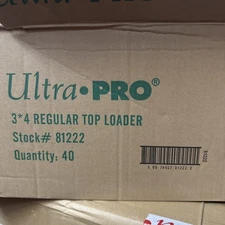 Ultra•PRO®
3*4 REGULAR TOP LOADER
Stock# 81222
Quantity: 40